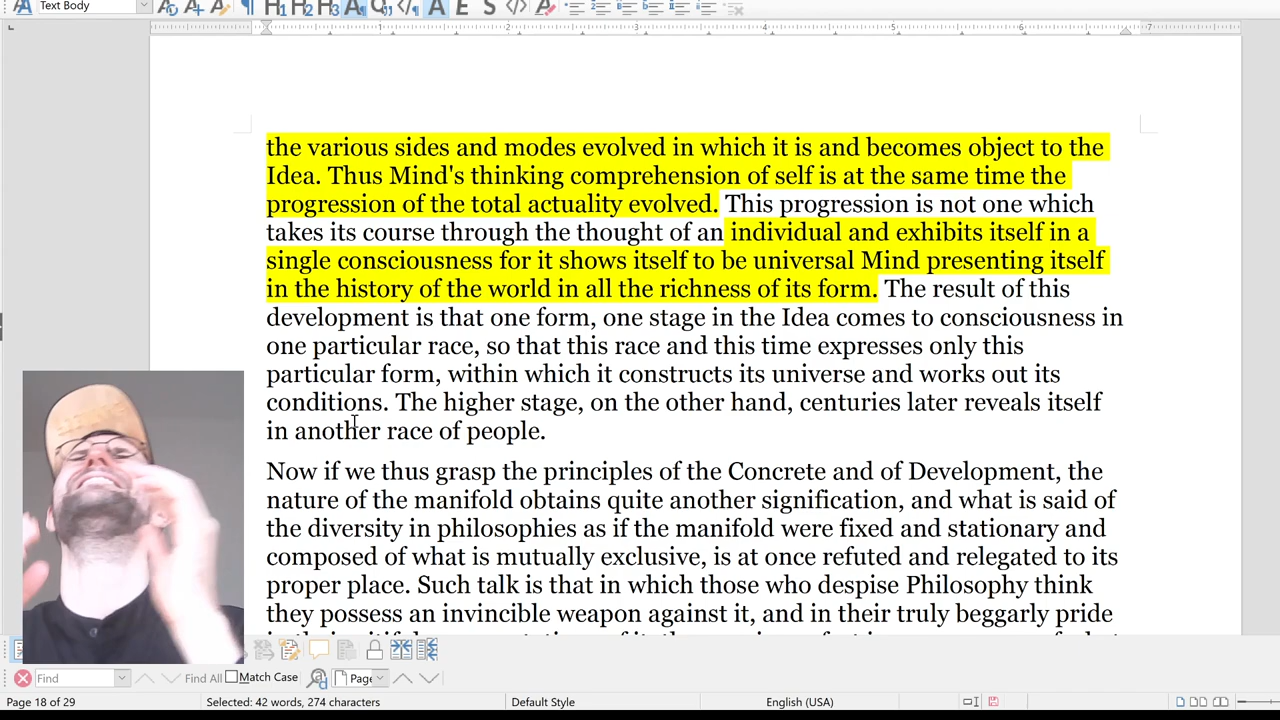 Text Body
1 2 3 4 5 6 7
the various sides and modes evolved in which it is and becomes object to the
Idea. Thus Mind's thinking comprehension of self is at the same time the
progression of the total actuality evolved. This progression is not one which
takes its course through the thought of an individual and exhibits itself in a
single consciousness for it shows itself to be universal Mind presenting itself
in the history of the world in all the richness of its form. The result of this
development is that one form, one stage in the Idea comes to consciousness in
one particular race, so that this race and this time expresses only this
particular form, within which it constructs its universe and works out its
conditions. The higher stage, on the other hand, centuries later reveals itself
in another race of people.
Now if we thus grasp the principles of the Concrete and of Development, the
nature of the manifold obtains quite another signification, and what is said of
the diversity in philosophies as if the manifold were fixed and stationary and
composed of what is mutually exclusive, is at once refuted and relegated to its
proper place. Such talk is that in which those who despise Philosophy think
they possess an invincible weapon against it, and in their truly beggarly pride
Find Find All Match Case Page
Page 18 of 29 Selected: 42 words, 274 characters Default Style English (USA)